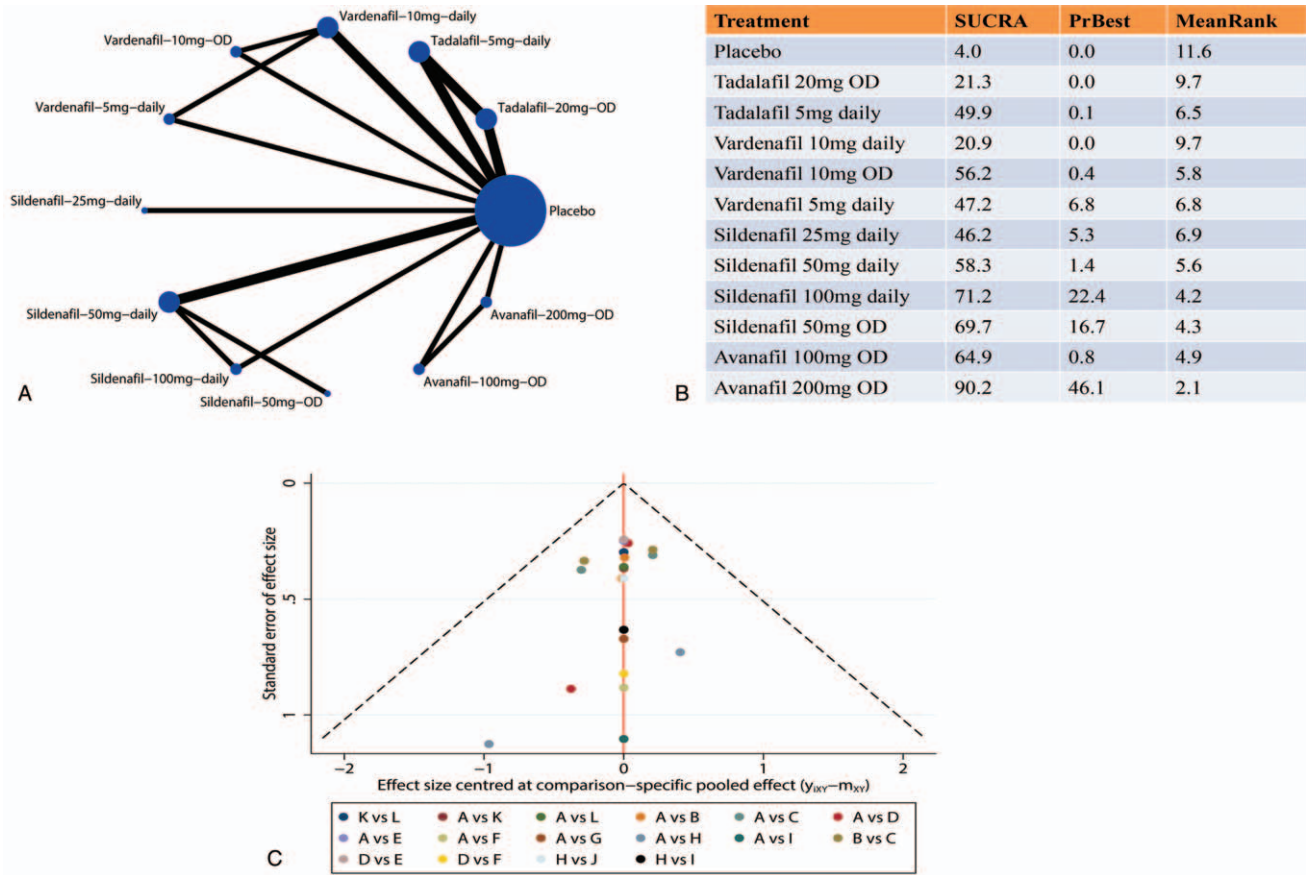 Vardenafil−10mg−daily
Vardenafil−10mg−OD
Tadalafil−5mg−daily
Vardenafil−5mg−daily
Tadalafil−20mg−OD
Sildenafil−25mg−daily
Placebo
Sildenafil−50mg−daily
Avanafil−200mg−OD
Sildenafil−100mg−daily
Avanafil−100mg−OD
Sildenafil−50mg−OD
A
Treatment SUCRA PrBest MeanRank
Placebo 4.0 0.0 11.6
Tadalafil 20mg OD 21.3 0.0 9.7
Tadalafil 5mg daily 49.9 0.1 6.5
Vardenafil 10mg daily 20.9 0.0 9.7
Vardenafil 10mg OD 56.2 0.4 5.8
Vardenafil 5mg daily 47.2 6.8 6.8
Sildenafil 25mg daily 46.2 5.3 6.9
Sildenafil 50mg daily 58.3 1.4 5.6
Sildenafil 100mg daily 71.2 22.4 4.2
Sildenafil 50mg OD 69.7 16.7 4.3
Avanafil 100mg OD 64.9 0.8 4.9
Avanafil 200mg OD 90.2 46.1 2.1
B
Standard error of effect size
0
.5
1
−2 −1 0 1 2
Effect size centred at comparison−specific pooled effect (yiXY−mXY)
K vs L A vs K A vs L A vs B A vs C A vs D
A vs E A vs F A vs G A vs H A vs I B vs C
D vs E D vs F H vs J H vs I
C